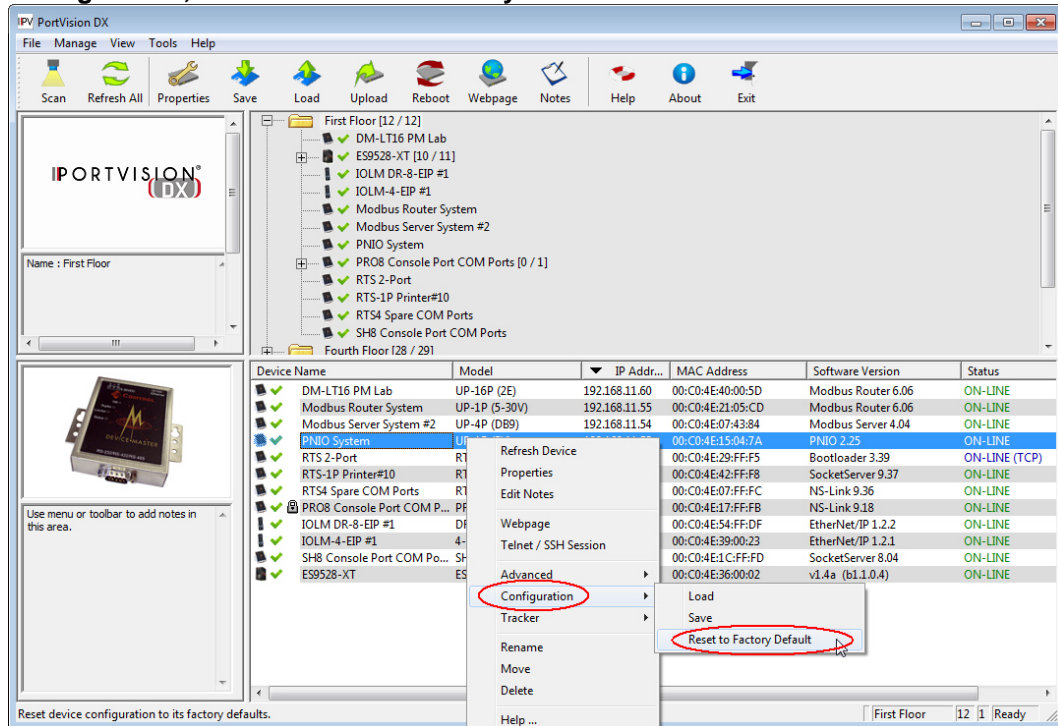 PortVision DX
File Manage View Tools Help
Scan Refresh All Properties Save Load Upload Reboot Webpage Notes Help About Exit
PORTVISION® DX
Name : First Floor
First Floor [12 / 12]
DM-LT16 PM Lab
ES9528-XT [10 / 11]
IOLM DR-8-EIP #1
IOLM-4-EIP #1
Modbus Router System
Modbus Server System #2
PNIO System
PRO8 Console Port COM Ports [0 / 1]
RTS 2-Port
RTS-1P Printer#10
RTS4 Spare COM Ports
SH8 Console Port COM Ports
Fourth Floor [28 / 29]
Device Name Model IP Addr... MAC Address Software Version Status
DM-LT16 PM Lab UP-16P (2E) 192.168.11.60 00:C0:4E:40:00:5D Modbus Router 6.06 ON-LINE
Modbus Router System UP-1P (5-30V) 192.168.11.55 00:C0:4E:21:05:CD Modbus Router 6.06 ON-LINE
Modbus Server System #2 UP-4P (DB9) 192.168.11.54 00:C0:4E:07:43:84 Modbus Server 4.04 ON-LINE
PNIO System 00:C0:4E:15:04:7A PNIO 2.25 ON-LINE
RTS 2-Port RT 00:C0:4E:29:FF:F5 Bootloader 3.39 ON-LINE (TCP)
RTS-1P Printer#10 RT 00:C0:4E:42:FF:F8 SocketServer 9.37 ON-LINE
RTS4 Spare COM Ports RT 00:C0:4E:07:FF:FC NS-Link 9.36 ON-LINE
PRO8 Console Port COM P... 00:C0:4E:17:FF:FB NS-Link 9.18 ON-LINE
IOLM DR-8-EIP #1 00:C0:4E:54:FF:DF EtherNet/IP 1.2.2 ON-LINE
IOLM-4-EIP #1 4- 00:C0:4E:39:00:23 EtherNet/IP 1.2.1 ON-LINE
SH8 Console Port COM Po... SH 00:C0:4E:1C:FF:FD SocketServer 8.04 ON-LINE
ES9528-XT ES 00:C0:4E:36:00:02 v1.4a (b1.1.0.4) ON-LINE
Refresh Device
Properties
Edit Notes
Webpage
Telnet / SSH Session
Advanced
Configuration
Tracker
Rename
Move
Delete
Help ...
Load
Save
Reset to Factory Default
Comtrol
DEVICE-MASTER
Use menu or toolbar to add notes in
this area.
Reset device configuration to its factory defaults. First Floor 12 1 Ready